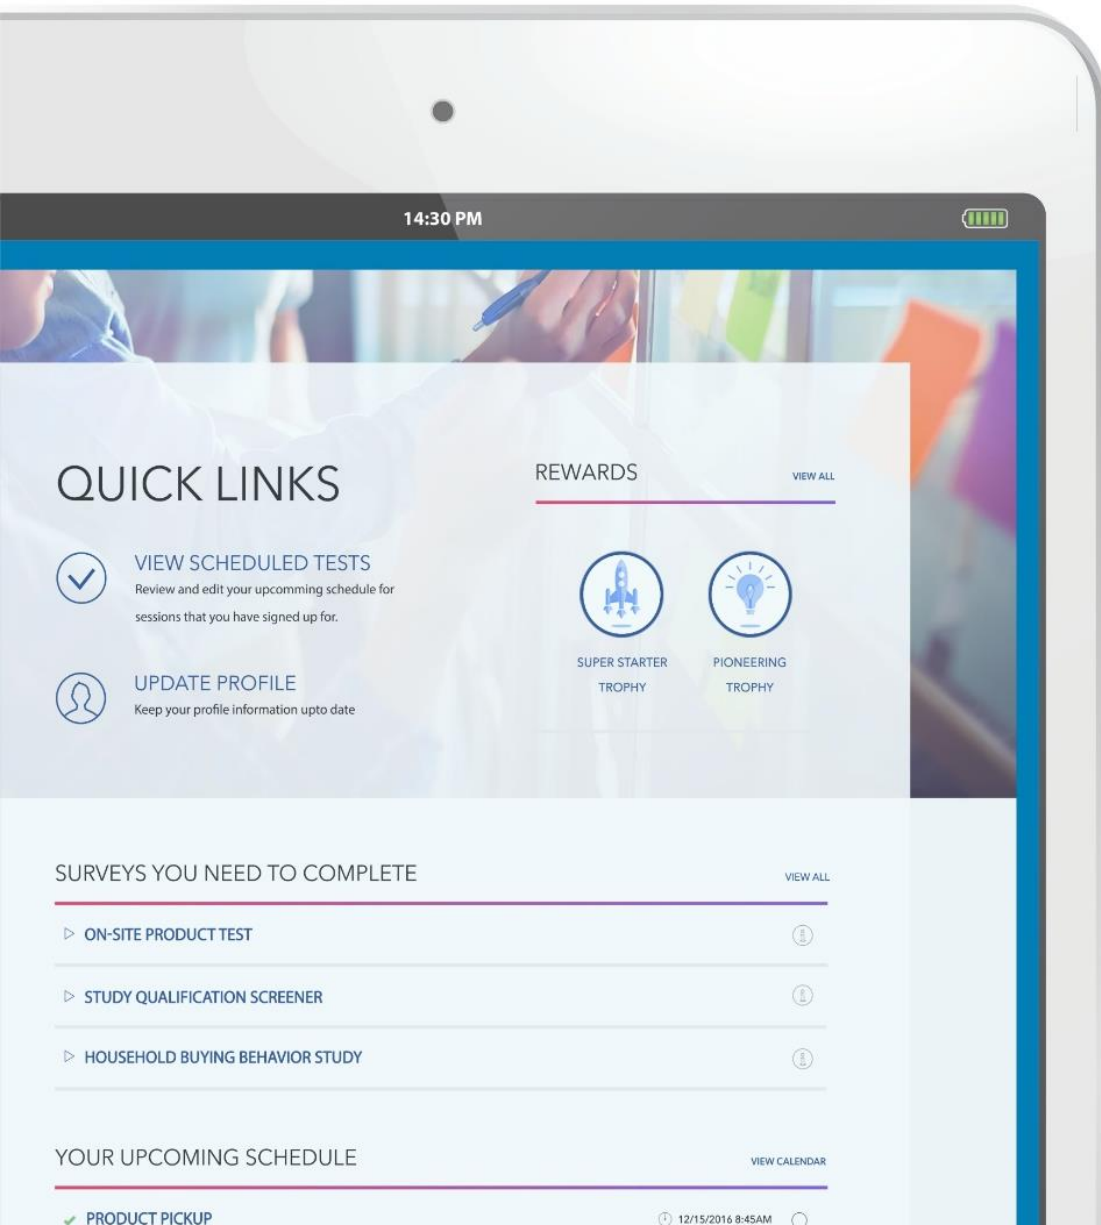 14:30 PM
QUICK LINKS
VIEW SCHEDULED TESTS
Review and edit your upcomming schedule for
sessions that you have signed up for.
UPDATE PROFILE
Keep your profile information upto date
REWARDS
VIEW ALL
SUPER STARTER
TROPHY
PIONEERING
TROPHY
SURVEYS YOU NEED TO COMPLETE
VIEW ALL
ON-SITE PRODUCT TEST
STUDY QUALIFICATION SCREENER
HOUSEHOLD BUYING BEHAVIOR STUDY
YOUR UPCOMING SCHEDULE
VIEW CALENDAR
PRODUCT PICKUP
12/15/2016 8:45AM